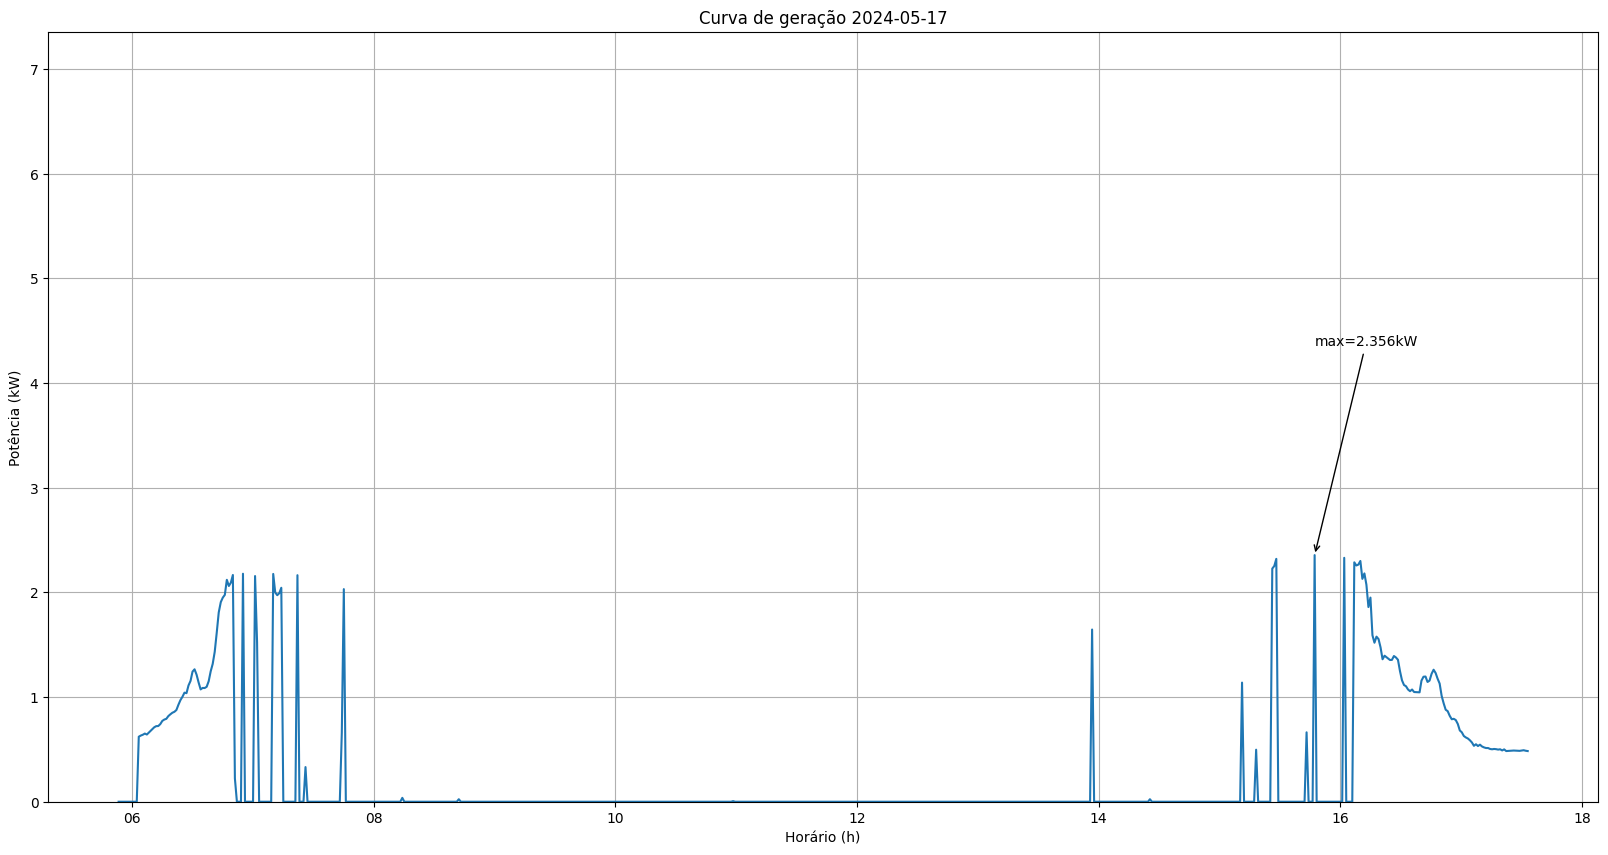 Curva de geração 2024-05-17
7
6
5
max=2.356kW
4
3
2
1
0
Potência (kW)
06 08 10 12 14 16 18
Horário (h)